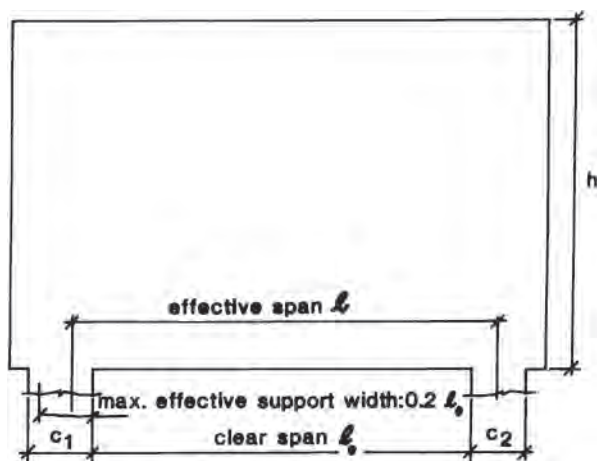 h
effective span ℓ
max. effective support width:0.2 ℓ₀
c₁ clear span ℓ₀ c₂